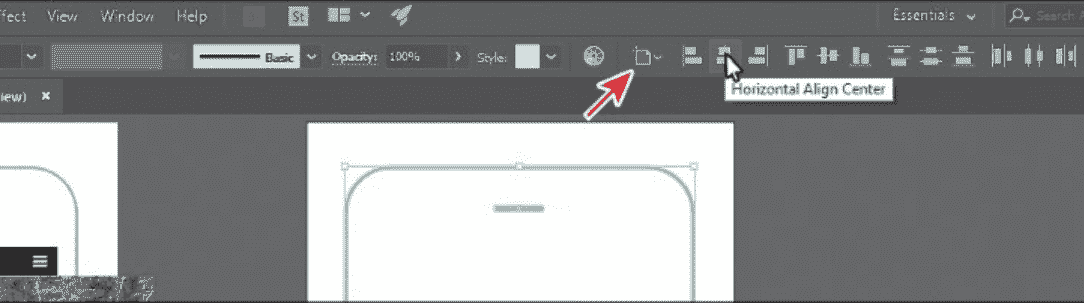 ffect View Window Help St Essentials Search A
Basic Opacity: 100% Style:
Horizontal Align Center
iew) ×